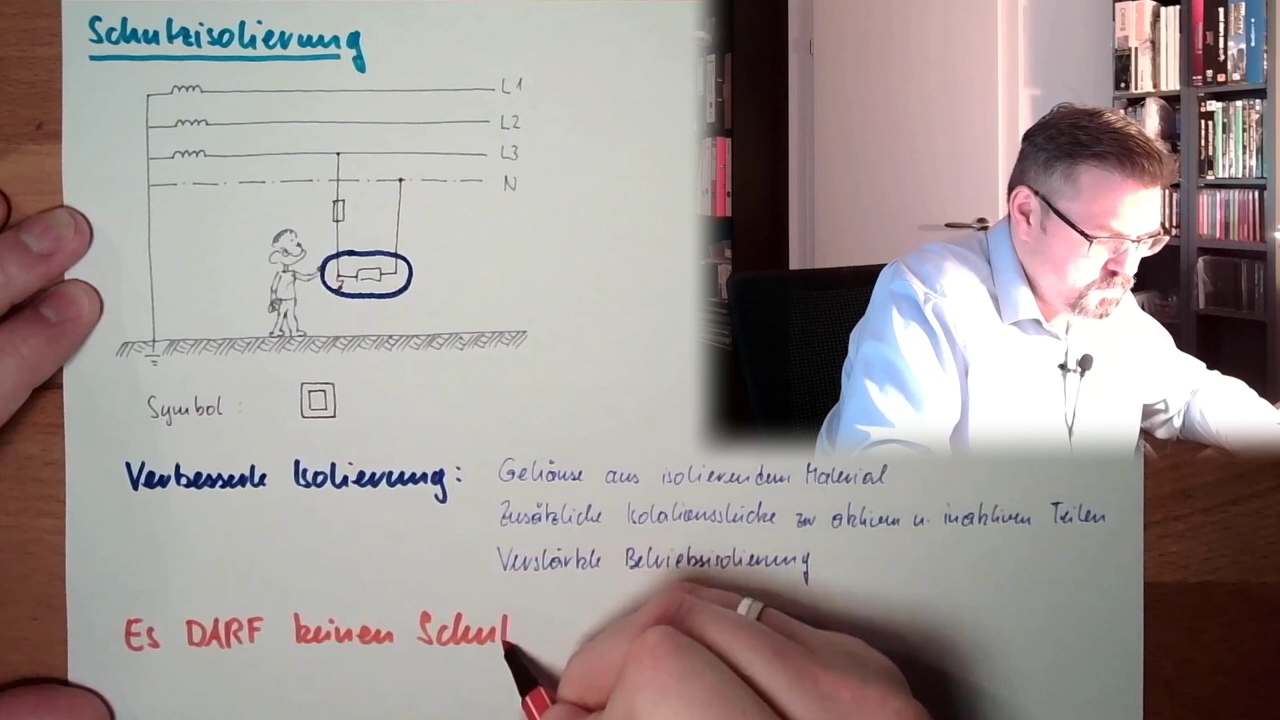 Schutzisolierung
L1
L2
L3
N
Symbol :
Verbesserte Isolierung : Gehäuse aus isolierendem Material
Zusätzliche Isolationsstücke zu aktiven u. inaktiven Teilen
Verstärkte Betriebsisolierung
Es DARF keinen Schut